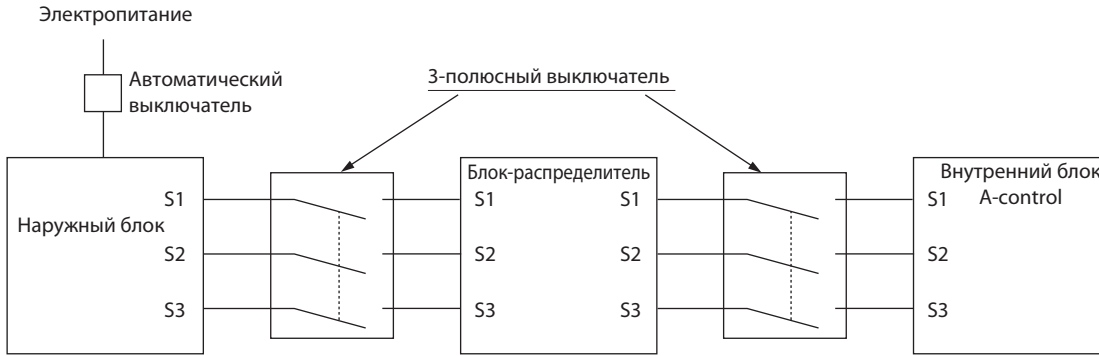 Электропитание
Автоматический
выключатель
3-полюсный выключатель
Наружный блок
S1
S2
S3
Блок-распределитель
S1 S1
S2 S2
S3 S3
Внутренний блок
A-control
S1
S2
S3